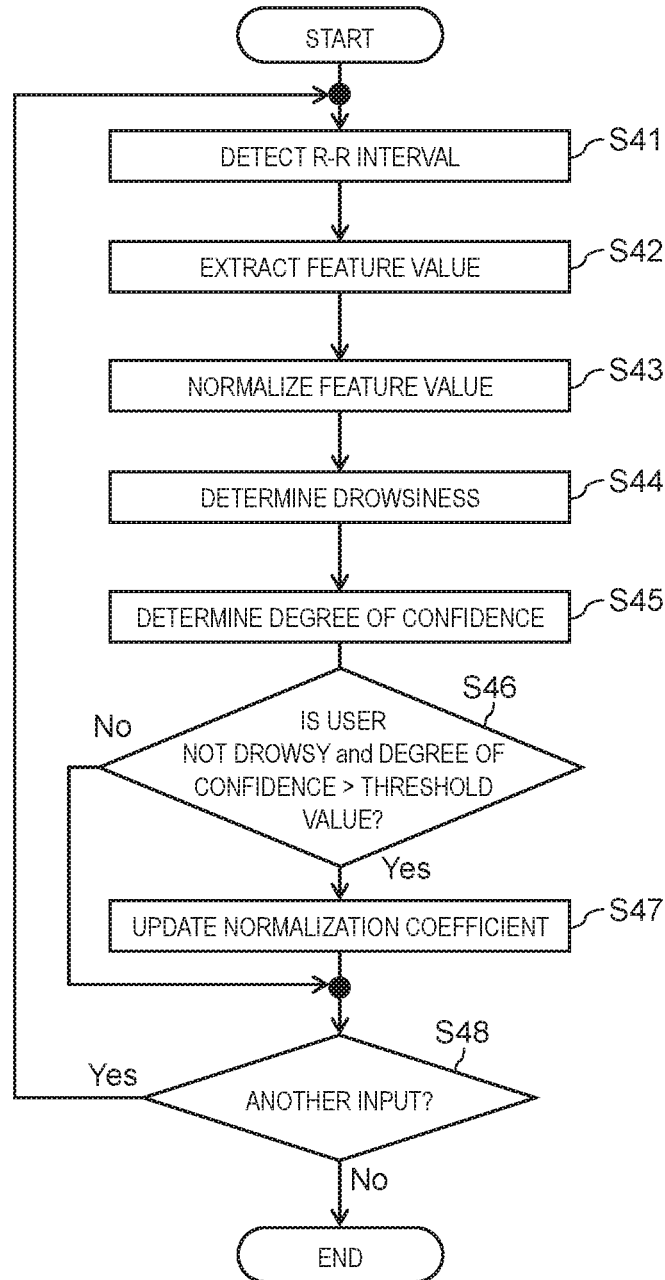 START
DETECT R-R INTERVAL
S41
EXTRACT FEATURE VALUE
S42
NORMALIZE FEATURE VALUE
S43
DETERMINE DROWSINESS
S44
DETERMINE DEGREE OF CONFIDENCE
S45
S46
No
IS USER
NOT DROWSY and DEGREE OF
CONFIDENCE > THRESHOLD
VALUE?
Yes
UPDATE NORMALIZATION COEFFICIENT
S47
S48
Yes
ANOTHER INPUT?
No
END